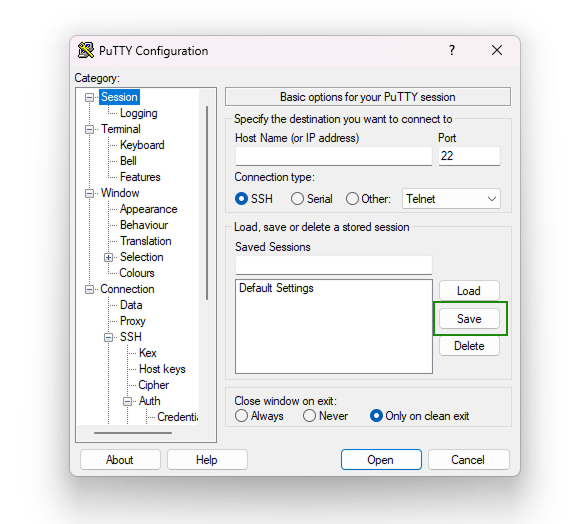 PuTTY Configuration ? ×
Category:
Session
Logging
Terminal
Keyboard
Bell
Features
Window
Appearance
Behaviour
Translation
Selection
Colours
Connection
Data
Proxy
SSH
Kex
Host keys
Cipher
Auth
Basic options for your PuTTY session
Specify the destination you want to connect to
Host Name (or IP address) Port
22
Connection type:
SSH Serial Other: Telnet
Load, save or delete a stored session
Saved Sessions
Default Settings
Load
Save
Delete
Close window on exit:
Always Never Only on clean exit
About Help Open Cancel